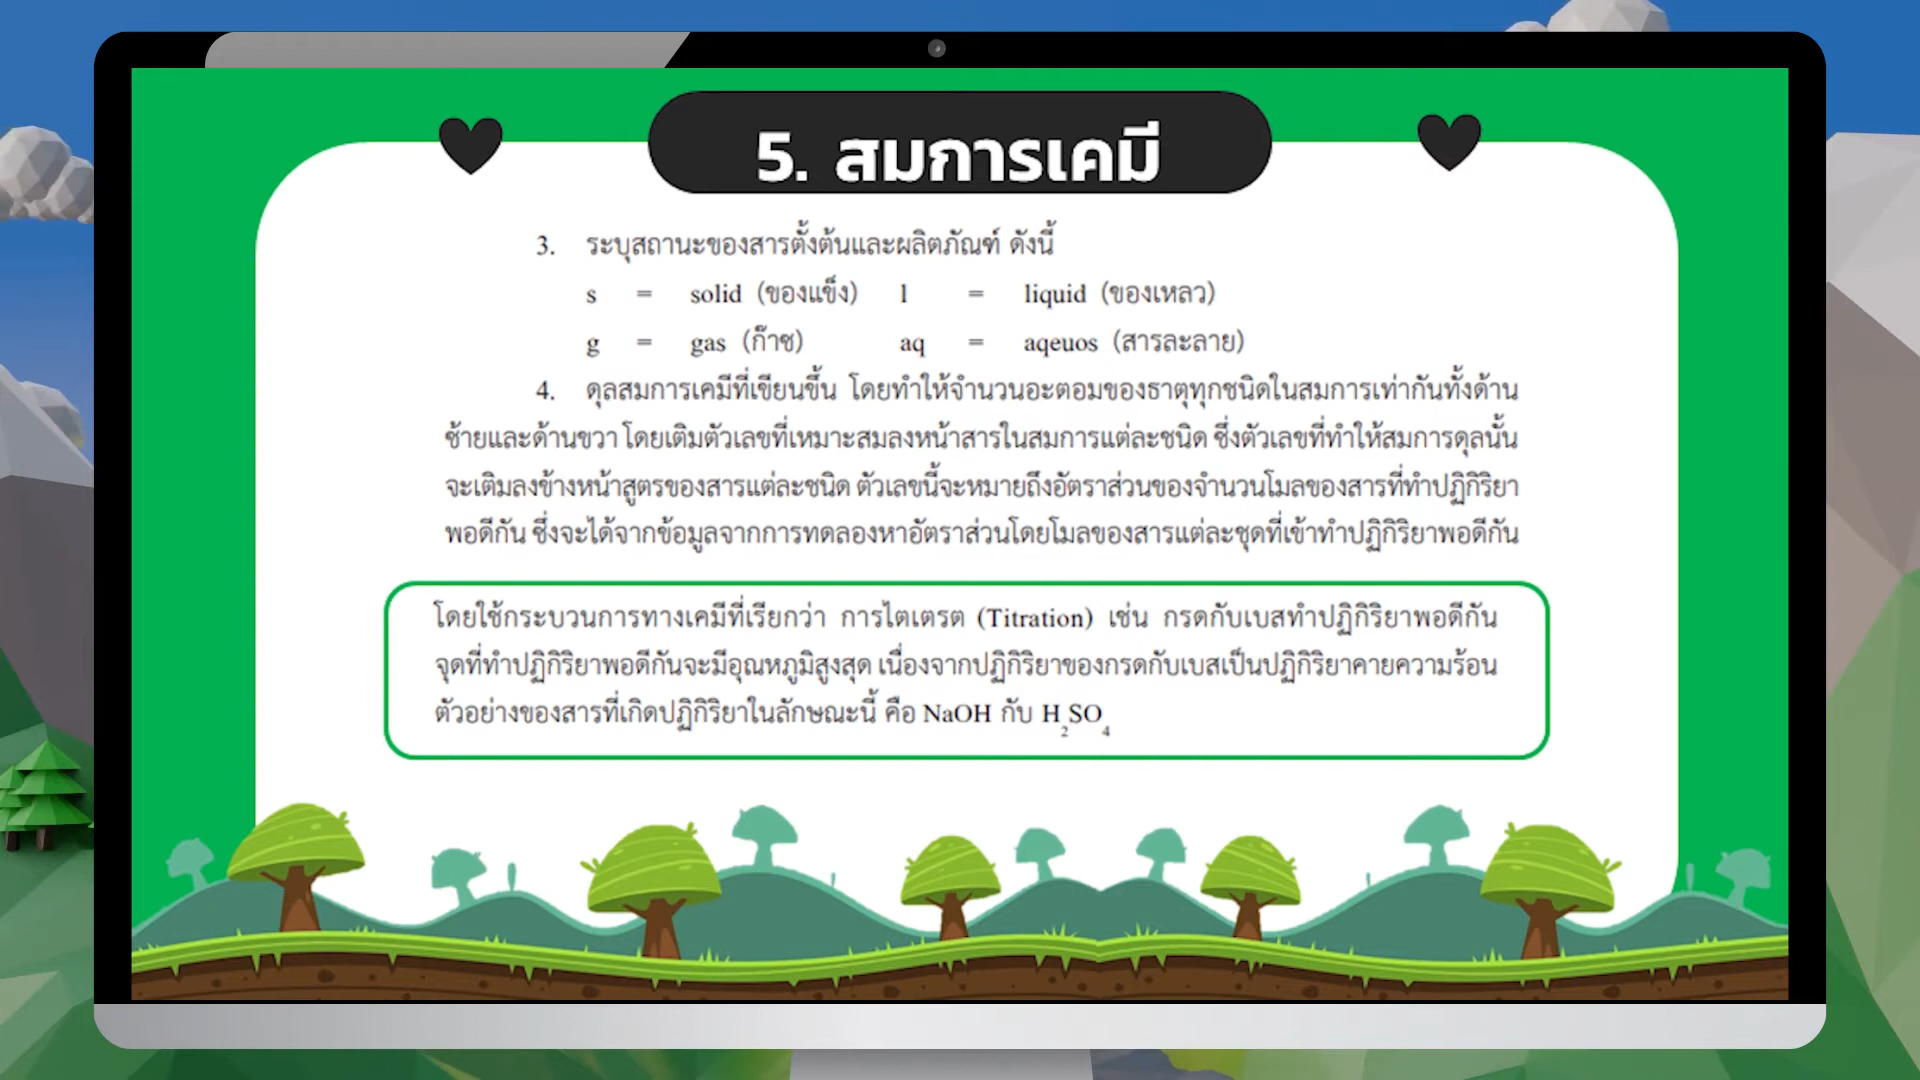 5. สมการเคมี
3. ระบุสถานะของสารตั้งต้นและผลิตภัณฑ์ ดังนี้
s = solid (ของแข็ง) l = liquid (ของเหลว)
g = gas (ก๊าซ) aq = aqeuos (สารละลาย)
4. ดุลสมการเคมีที่เขียนขึ้น โดยทำให้จำนวนอะตอมของธาตุทุกชนิดในสมการเท่ากันทั้งด้าน
ซ้ายและด้านขวา โดยเติมตัวเลขที่เหมาะสมลงหน้าสารในสมการแต่ละชนิด ซึ่งตัวเลขที่ทำให้สมการดุลนั้น
จะเติมลงข้างหน้าสูตรของสารแต่ละชนิด ตัวเลขนี้จะหมายถึงอัตราส่วนของจำนวนโมลของสารที่ทำปฏิกิริยา
พอดีกัน ซึ่งจะได้จากข้อมูลจากการทดลองหาอัตราส่วนโดยโมลของสารแต่ละชุดที่เข้าทำปฏิกิริยาพอดีกัน
โดยใช้กระบวนการทางเคมีที่เรียกว่า การไตเตรต (Titration) เช่น กรดกับเบสทำปฏิกิริยาพอดีกัน
จุดที่ทำปฏิกิริยาพอดีกันจะมีอุณหภูมิสูงสุด เนื่องจากปฏิกิริยาของกรดกับเบสเป็นปฏิกิริยาคายความร้อน
ตัวอย่างของสารที่เกิดปฏิกิริยาในลักษณะนี้ คือ NaOH กับ H₂SO₄